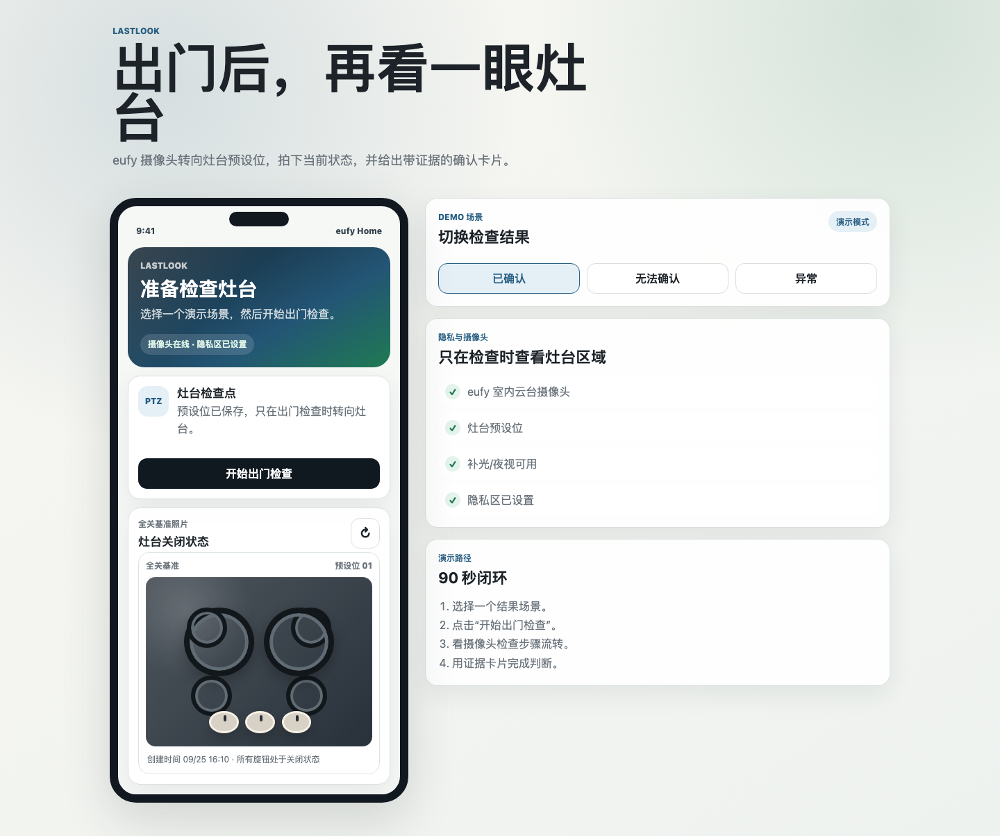 LASTLOOK
出门后，再看一眼灶
台
eufy 摄像头转向灶台预设位，拍下当前状态，并给出带证据的确认卡片。
9:41
eufy Home
LASTLOOK
准备检查灶台
选择一个演示场景，然后开始出门检查。
摄像头在线 · 隐私区已设置
PTZ
灶台检查点
预设位已保存，只在出门检查时转向灶
台。
开始出门检查
全关基准照片
灶台关闭状态
全关基准
预设位 01
创建时间 09/25 16:10 · 所有旋钮处于关闭状态
DEMO 场景
切换检查结果
演示模式
已确认
无法确认
异常
隐私与摄像头
只在检查时查看灶台区域
eufy 室内云台摄像头
灶台预设位
补光/夜视可用
隐私区已设置
演示路径
90 秒闭环
1. 选择一个结果场景。
2. 点击“开始出门检查”。
3. 看摄像头检查步骤流转。
4. 用证据卡片完成判断。